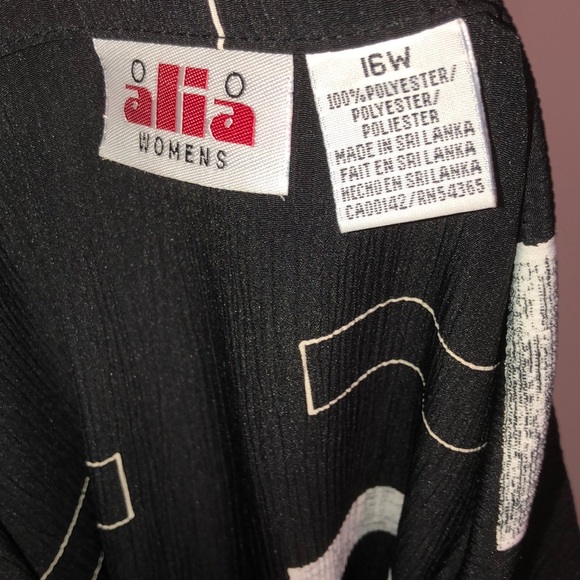 alia
WOMENS
16W
100%POLYESTER/
POLYESTER/
POLIESTER
MADE IN SRI LANKA
FAIT EN SRI LANKA
HECHO EN SRI LANKA
CA00142/RN54365